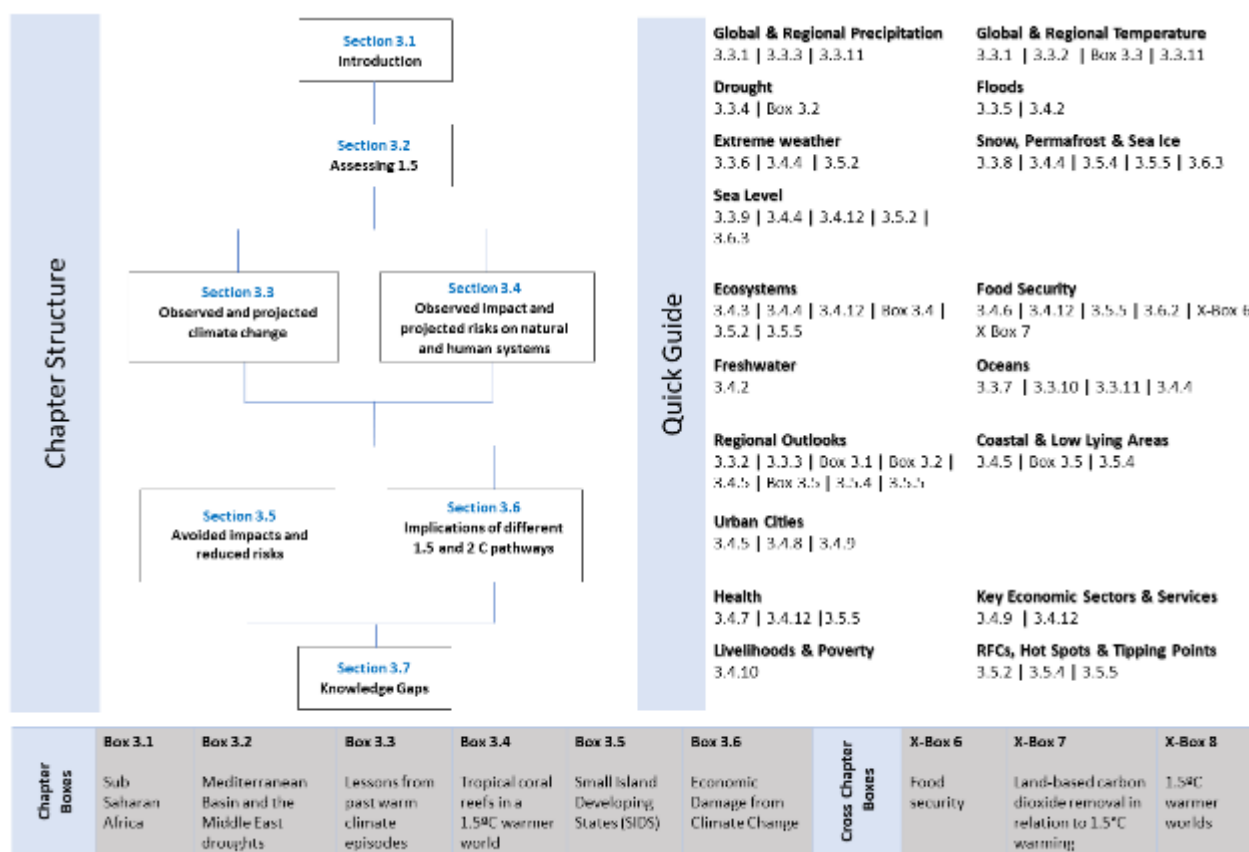 Chapter Structure
Section 3.1
Introduction
Section 3.2
Assessing 1.5
Section 3.3
Observed and projected
climate change
Section 3.4
Observed impact and
projected risks on natural
and human systems
Section 3.5
Avoided impacts and
reduced risks
Section 3.6
Implications of different
1.5 and 2 C pathways
Section 3.7
Knowledge Gaps
Quick Guide
Global & Regional Precipitation
3.3.1 | 3.3.3 | 3.3.11
Global & Regional Temperature
3.3.1 | 3.3.2 | Box 3.3 | 3.3.11
Drought
3.3.4 | Box 3.2
Floods
3.3.5 | 3.4.2
Extreme weather
3.3.6 | 3.4.4 | 3.5.2
Snow, Permafrost & Sea Ice
3.3.8 | 3.4.4 | 3.5.4 | 3.5.5 | 3.6.3
Sea Level
3.3.9 | 3.4.4 | 3.4.12 | 3.5.2 |
3.6.3
Ecosystems
3.4.3 | 3.4.4 | 3.4.12 | Box 3.4 |
3.5.2 | 3.5.5
Food Security
3.4.6 | 3.4.12 | 3.5.5 | 3.6.2 | X-Box 6
X Box 7
Freshwater
3.4.2
Oceans
3.3.7 | 3.3.10 | 3.3.11 | 3.4.4
Regional Outlooks
3.3.2 | 3.3.3 | Box 3.1 | Box 3.2 |
3.4.5 | Box 3.5 | 3.5.4 | 3.5.5
Coastal & Low Lying Areas
3.4.5 | Box 3.5 | 3.5.4
Urban Cities
3.4.5 | 3.4.8 | 3.4.9
Health
3.4.7 | 3.4.12 |3.5.5
Key Economic Sectors & Services
3.4.9 | 3.4.12
Livelihoods & Poverty
3.4.10
RFCs, Hot Spots & Tipping Points
3.5.2 | 3.5.4 | 3.5.5
Chapter
Boxes
Box 3.1
Sub
Saharan
Africa
Box 3.2
Mediterranean
Basin and the
Middle East
droughts
Box 3.3
Lessons from
past warm
climate
episodes
Box 3.4
Tropical coral
reefs in a
1.5ºC warmer
world
Box 3.5
Small Island
Developing
States (SIDS)
Box 3.6
Economic
Damage from
Climate Change
Cross Chapter
Boxes
X-Box 6
Food
security
X-Box 7
Land-based carbon
dioxide removal in
relation to 1.5°C
warming
X-Box 8
1.5ºC
warmer
worlds